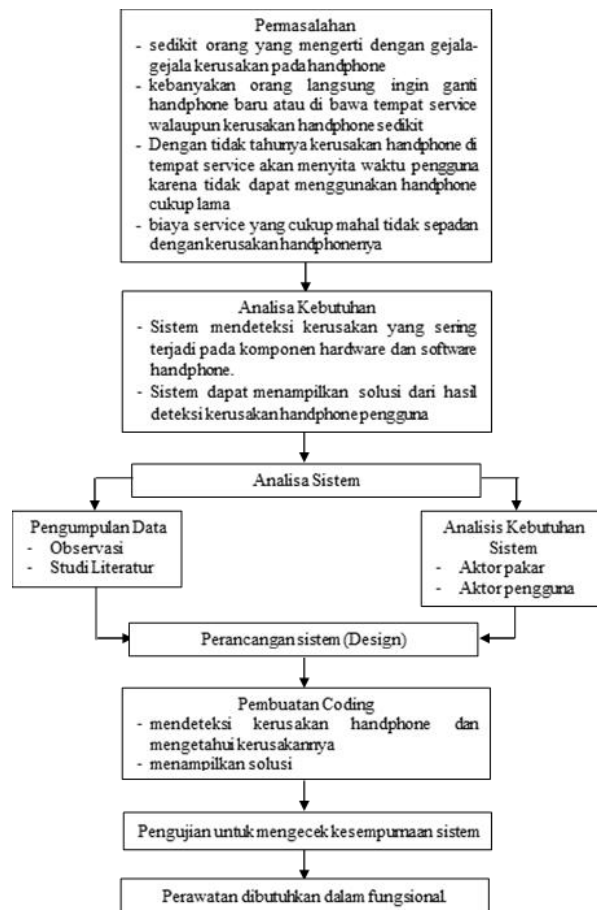 Permasalahan
- sedikit orang yang mengerti dengan gejala-
gejala kerusakan pada handphone
- kebanyakan orang langsung ingin ganti
handphone baru atau di bawa tempat service
walaupun kerusakan handphone sedikit
- Dengan tidak tahunya kerusakan handphone di
tempat service akan menyita waktu pengguna
karena tidak dapat menggunakan handphone
cukup lama
- biaya service yang cukup mahal tidak sepadan
dengan kerusakan handphonenya
Analisa Kebutuhan
- Sistem mendeteksi kerusakan yang sering
terjadi pada komponen hardware dan software
handphone.
- Sistem dapat menampilkan solusi dari hasil
deteksi kerusakan handphone pengguna
Analisa Sistem
Pengumpulan Data
- Observasi
- Studi Literatur
Analisis Kebutuhan
Sistem
- Aktor pakar
- Aktor pengguna
Perancangan sistem (Design)
Pembuatan Coding
- mendeteksi kerusakan handphone dan
mengetahui kerusakannya
- menampilkan solusi
Pengujian untuk mengecek kesempurnaan sistem
Perawatan dibutuhkan dalam fungsional.